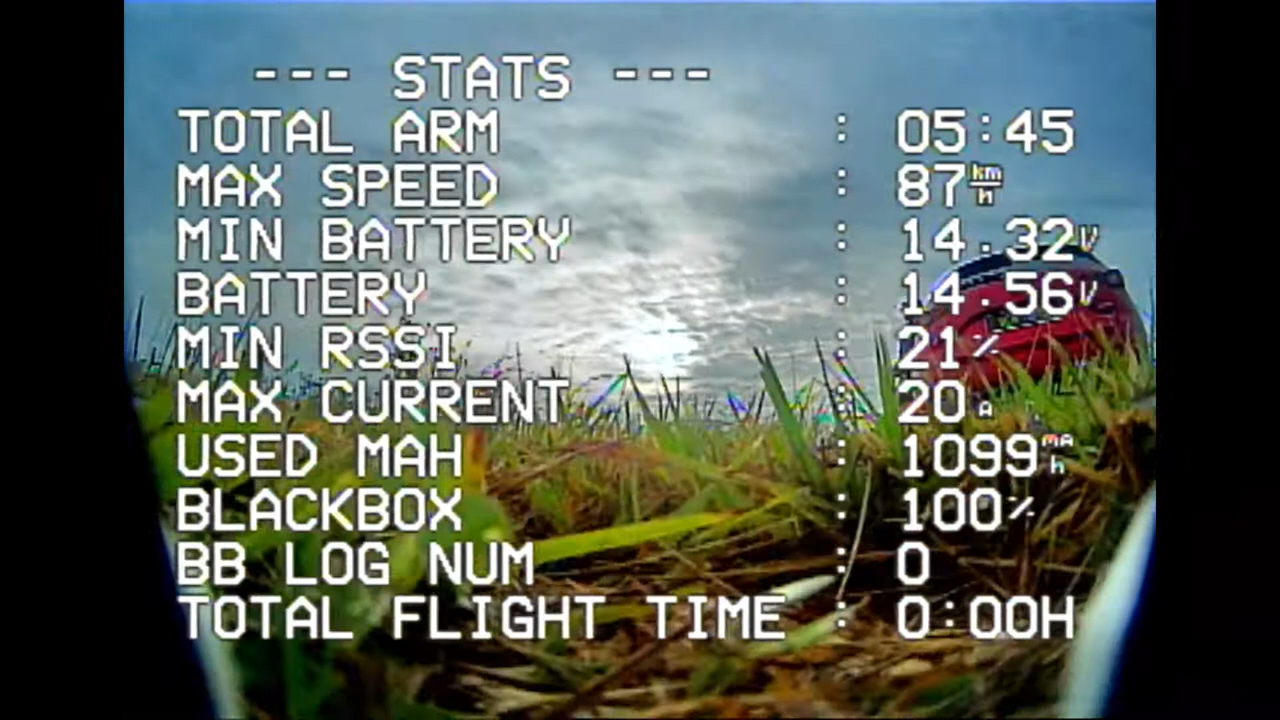 --- STATS ---
TOTAL ARM : 05:45
MAX SPEED : 87km/h
MIN BATTERY : 14.32V
BATTERY : 14.56V
MIN RSSI : 21%
MAX CURRENT : 20A
USED MAH : 1099mAh
BLACKBOX : 100%
BB LOG NUM : 0
TOTAL FLIGHT TIME : 0:00H